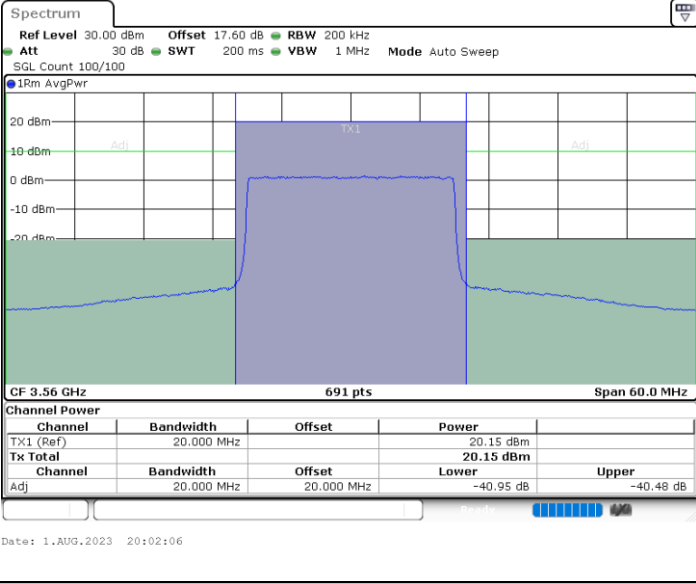 Spectrum
Ref Level 30.00 dBm Offset 17.60 dB RBW 200 kHz
Att 30 dB SWT 200 ms VBW 1 MHz Mode Auto Sweep
SGL Count 100/100
1Rm AvgPwr
20 dBm
TX1
Adj Adj
10 dBm
0 dBm
-10 dBm
-20 dBm
CF 3.56 GHz 691 pts Span 60.0 MHz
Channel Power
Channel Bandwidth Offset Power
TX1 (Ref) 20.000 MHz 20.15 dBm
Tx Total 20.15 dBm
Channel Bandwidth Offset Lower Upper
Adj 20.000 MHz 20.000 MHz -40.95 dB -40.48 dB
Ready
Date: 1.AUG.2023 20:02:06